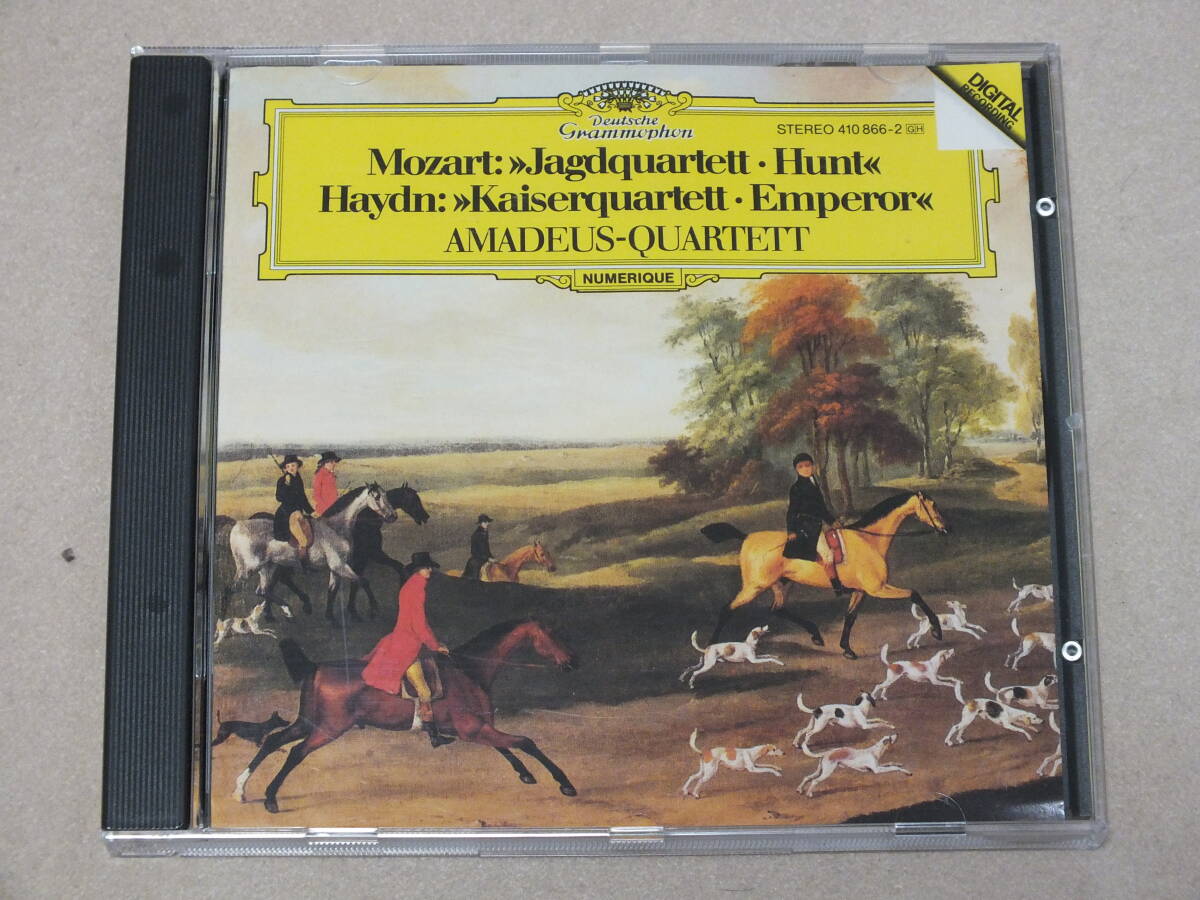 Deutsche
Grammophon
STEREO 410 866-2 GH
DIGITAL
RECORDING
Mozart: »Jagdquartett · Hunt«
Haydn: »Kaiserquartett · Emperor«
AMADEUS-QUARTETT
NUMERIQUE